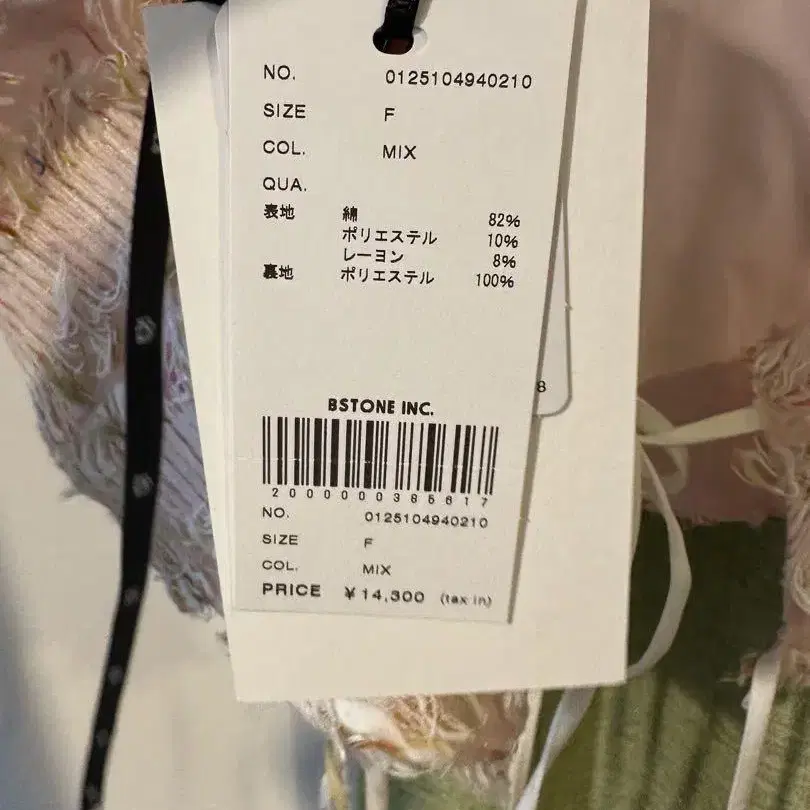 NO. 0125104940210
SIZE F
COL. MIX
QUA.
表地 綿 82%
ポリエステル 10%
レーヨン 8%
裏地 ポリエステル 100%
8
BSTONE INC.
2000000385617
NO. 0125104940210
SIZE F
COL. MIX
PRICE ¥14,300 (tax in)